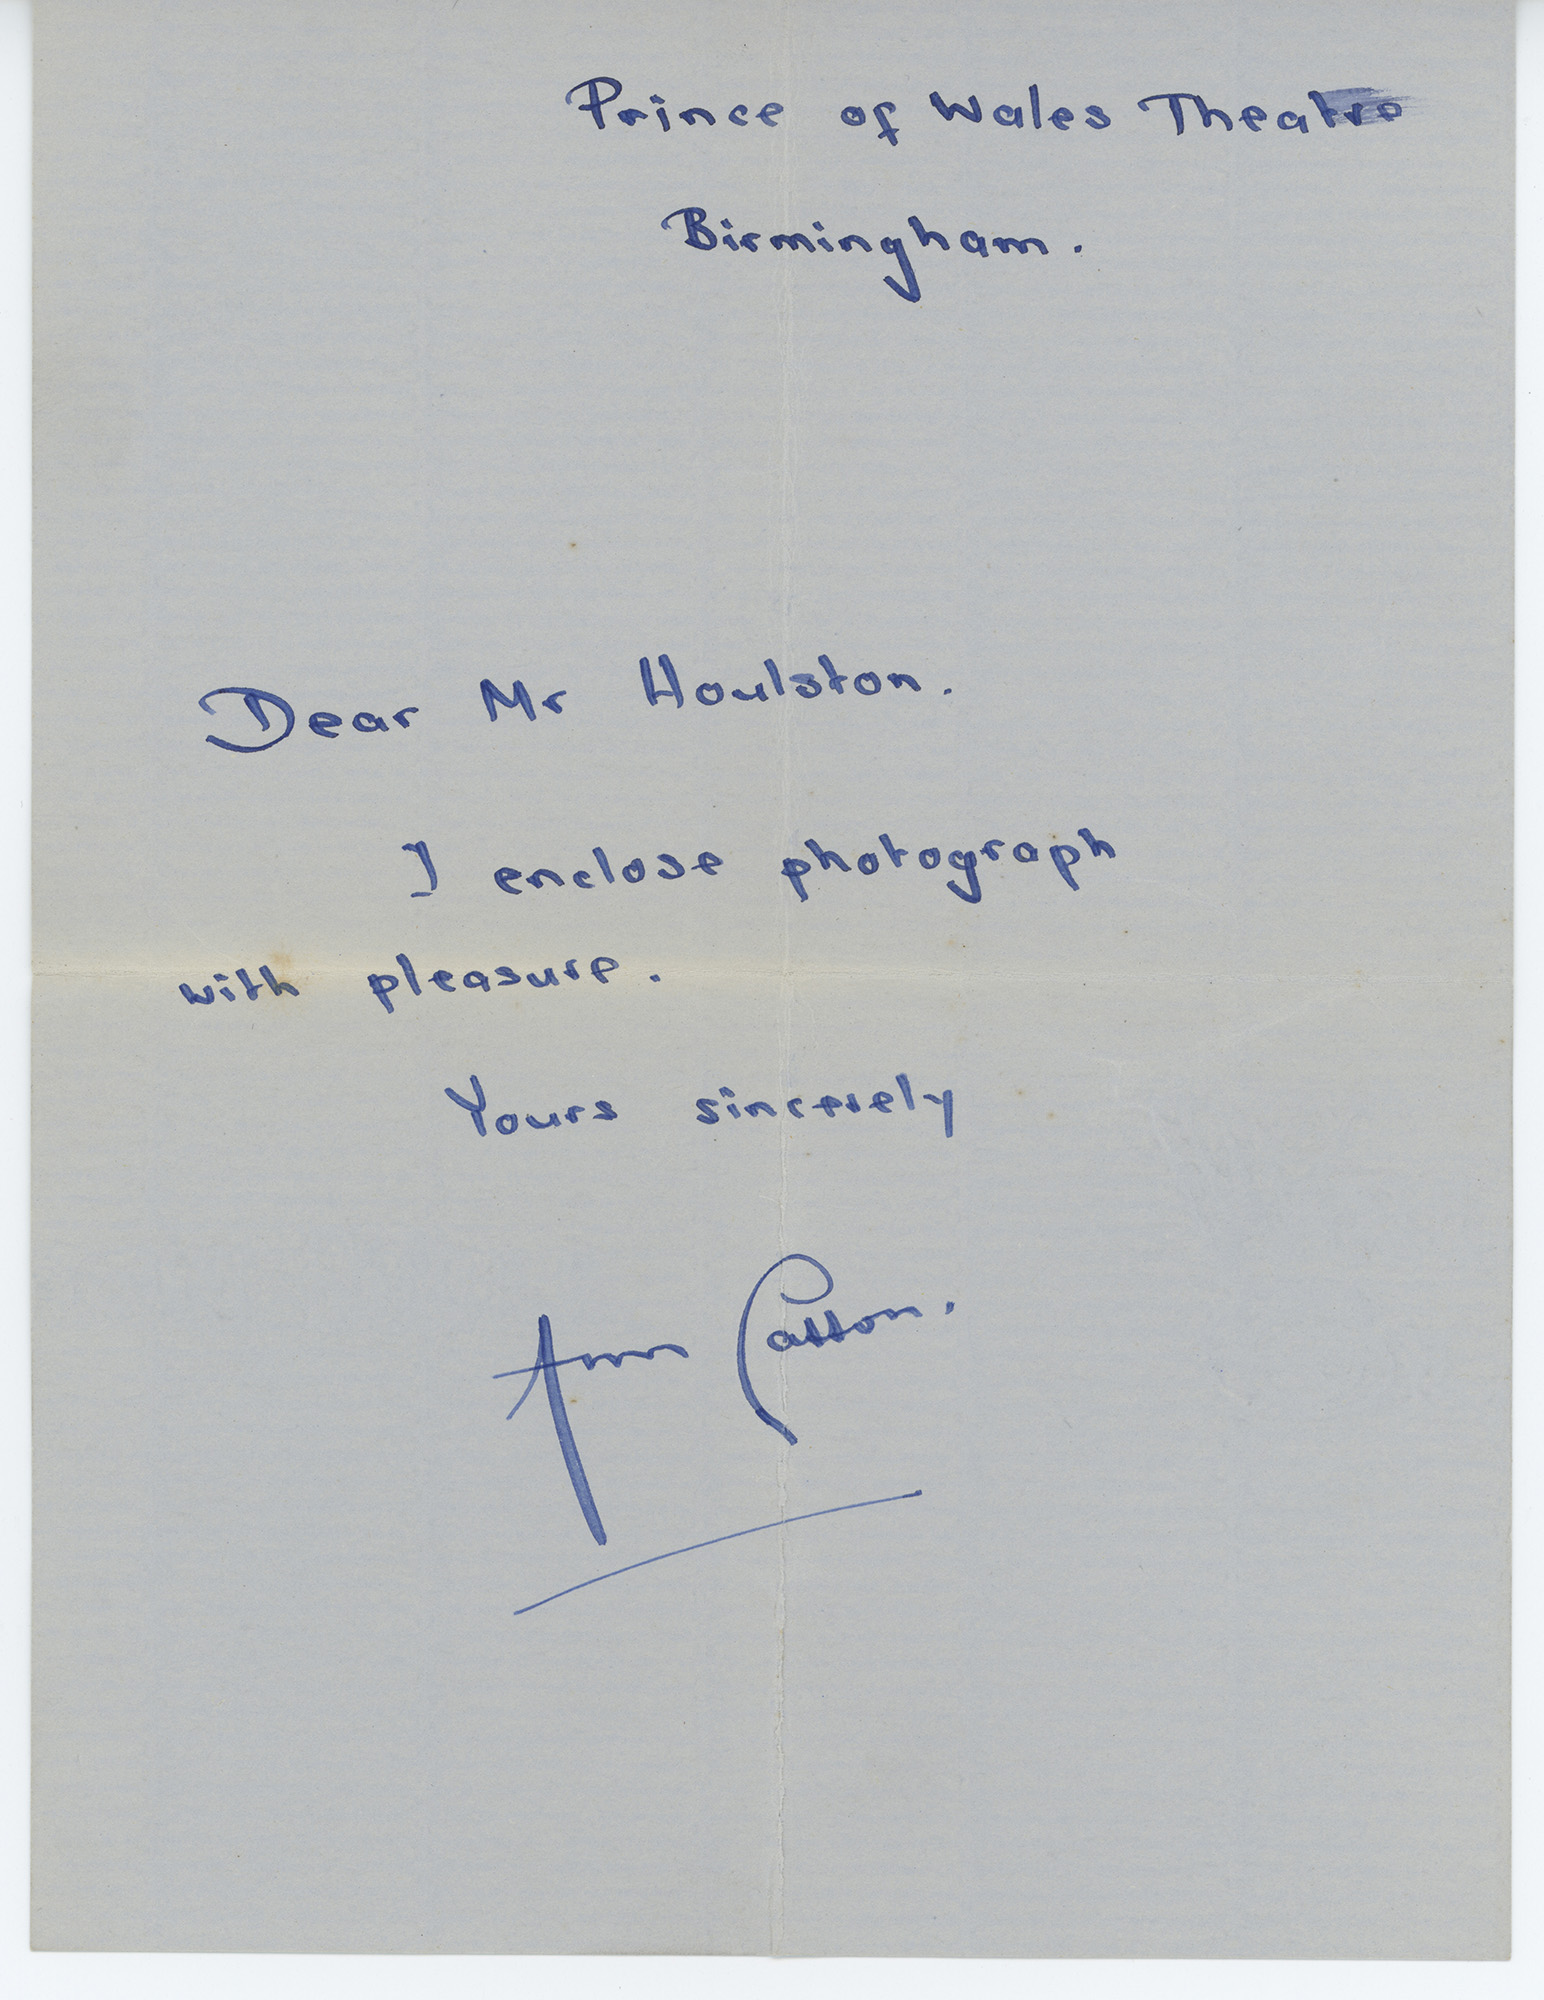 Prince of Wales Theatre
Birmingham.
Dear Mr Houlston.
I enclose photograph
with pleasure.
Yours sincerely
Ann Catton.